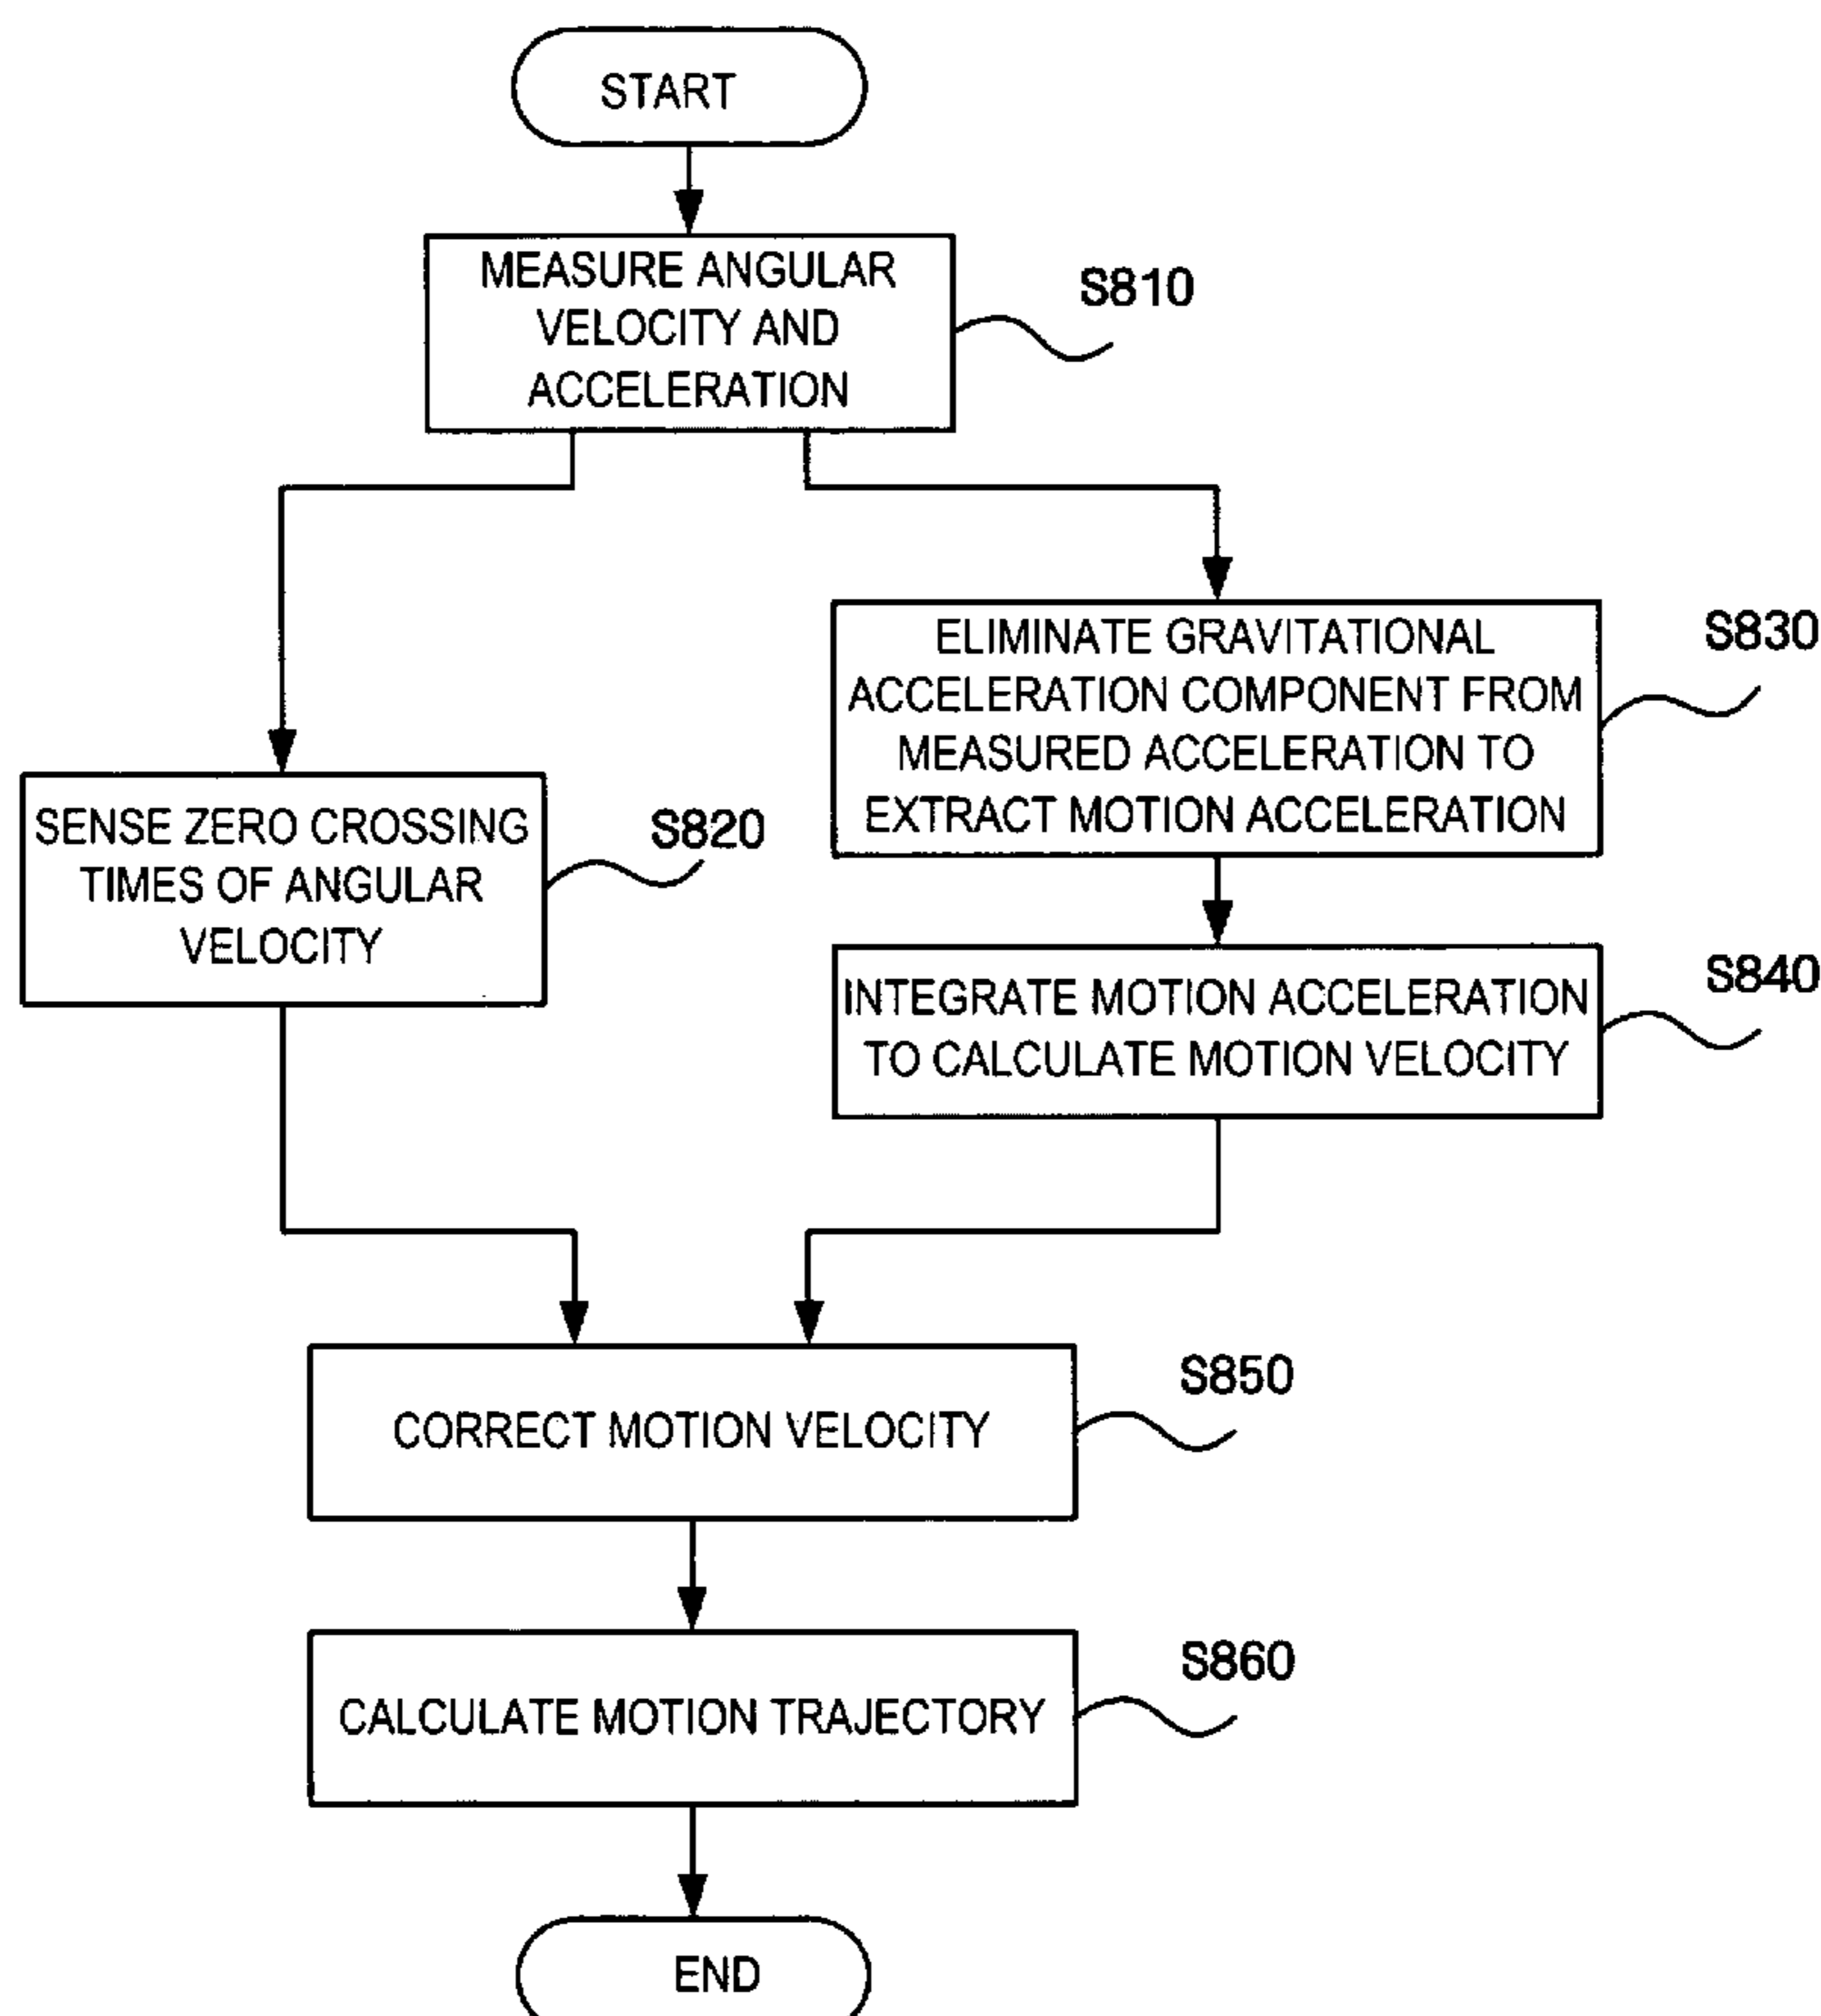 START
MEASURE ANGULAR
VELOCITY AND
ACCELERATION
S810
ELIMINATE GRAVITATIONAL
ACCELERATION COMPONENT FROM
MEASURED ACCELERATION TO
EXTRACT MOTION ACCELERATION
S830
SENSE ZERO CROSSING
TIMES OF ANGULAR
VELOCITY
S820
INTEGRATE MOTION ACCELERATION
TO CALCULATE MOTION VELOCITY
S840
CORRECT MOTION VELOCITY
S850
CALCULATE MOTION TRAJECTORY
S860
END